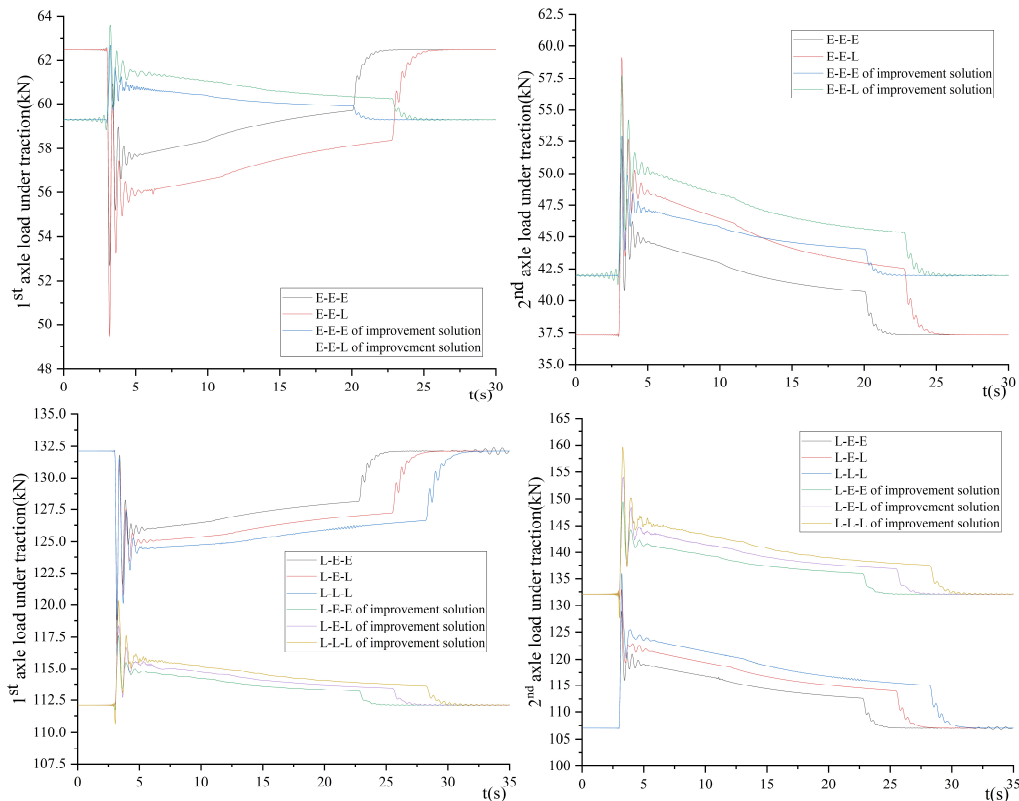 64
62
60
58
56
54
52
50
48
1st axle load under traction(kN)
E-E-E
E-E-L
E-E-E of improvement solution
E-E-L of improvement solution
0 5 10 15 20 25 30
t(s)
62.5
60.0
57.5
55.0
52.5
50.0
47.5
45.0
42.5
40.0
37.5
35.0
2nd axle load under traction(kN)
E-E-E
E-E-L
E-E-E of improvement solution
E-E-L of improvement solution
0 5 10 15 20 25 30
t(s)
135.0
132.5
130.0
127.5
125.0
122.5
120.0
117.5
115.0
112.5
110.0
107.5
1st axle load under traction(kN)
L-E-E
L-E-L
L-L-L
L-E-E of improvement solution
L-E-L of improvement solution
L-L-L of improvement solution
0 5 10 15 20 25 30 35
t(s)
165
160
155
150
145
140
135
130
125
120
115
110
105
100
2nd axle load under traction(kN)
L-E-E
L-E-L
L-L-L
L-E-E of improvement solution
L-E-L of improvement solution
L-L-L of improvement solution
0 5 10 15 20 25 30 35
t(s)